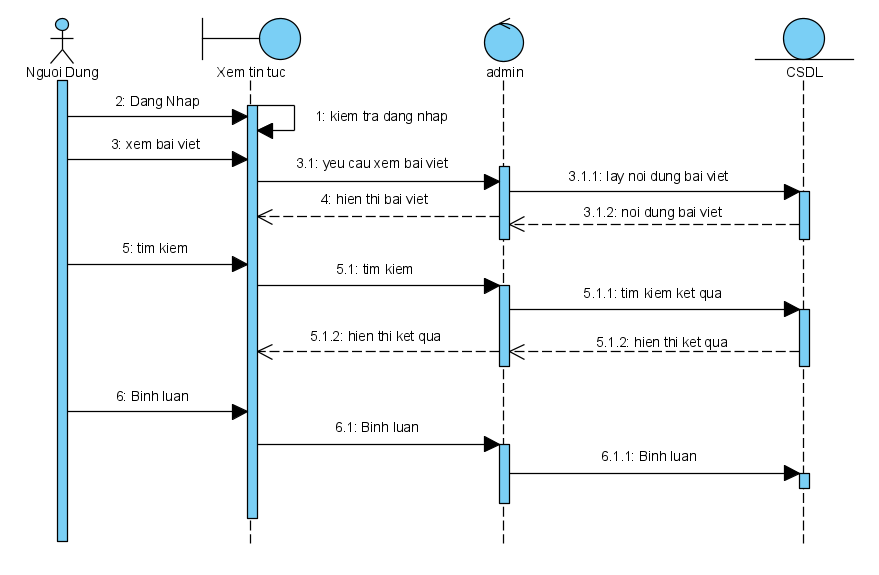 Nguoi Dung
Xem tin tuc
admin
CSDL
2: Dang Nhap
1: kiem tra dang nhap
3: xem bai viet
3.1: yeu cau xem bai viet
3.1.1: lay noi dung bai viet
4: hien thi bai viet
3.1.2: noi dung bai viet
5: tim kiem
5.1: tim kiem
5.1.1: tim kiem ket qua
5.1.2: hien thi ket qua
5.1.2: hien thi ket qua
6: Binh luan
6.1: Binh luan
6.1.1: Binh luan